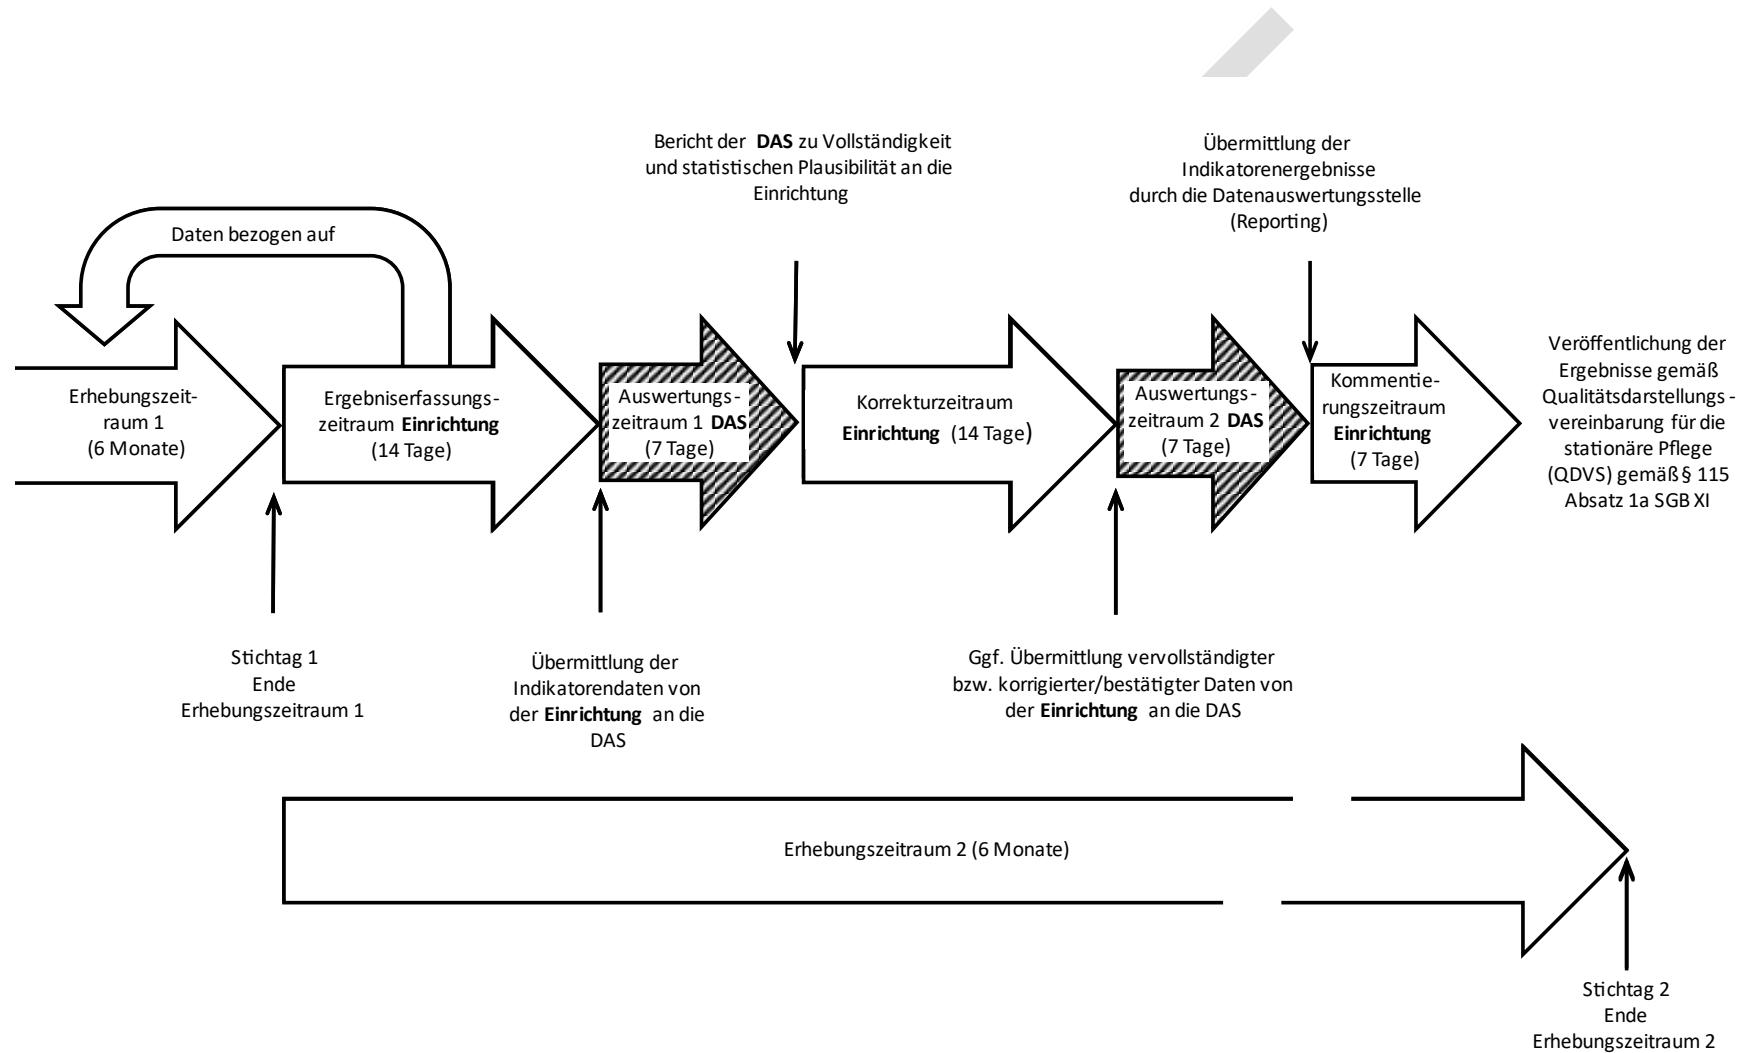 Bericht der DAS zu Vollständigkeit
und statistischen Plausibilität an die
Einrichtung
Übermittlung der
Indikatorenergebnisse
durch die Datenauswertungsstelle
(Reporting)
Daten bezogen auf
Erhebungszeit-
raum 1
(6 Monate)
Ergebniserfassungs-
zeitraum Einrichtung
(14 Tage)
Auswertungs-
zeitraum 1 DAS
(7 Tage)
Korrekturzeitraum
Einrichtung (14 Tage)
Auswertungs-
zeitraum 2 DAS
(7 Tage)
Kommentie-
rungszeitraum
Einrichtung
(7 Tage)
Veröffentlichung der
Ergebnisse gemäß
Qualitätsdarstellungs-
vereinbarung für die
stationäre Pflege
(QDVS) gemäß § 115
Absatz 1a SGB XI
Stichtag 1
Ende
Erhebungszeitraum 1
Übermittlung der
Indikatorendaten von
der Einrichtung an die
DAS
Ggf. Übermittlung vervollständigter
bzw. korrigierter/bestätigter Daten von
der Einrichtung an die DAS
Erhebungszeitraum 2 (6 Monate)
Stichtag 2
Ende
Erhebungszeitraum 2